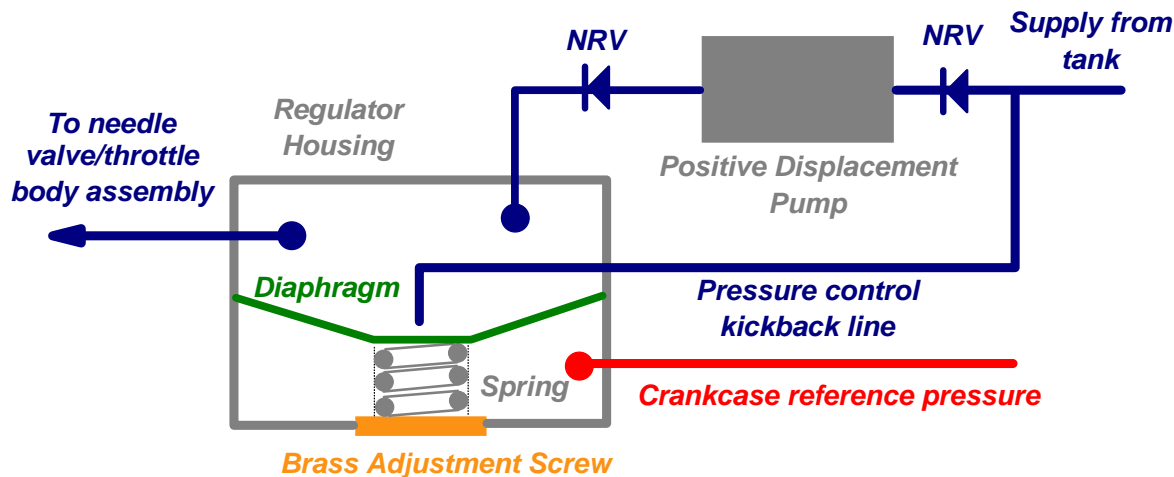 NRV
NRV
Supply from
tank
Regulator
Housing
To needle
valve/throttle
body assembly
Positive Displacement
Pump
Diaphragm
Pressure control
kickback line
Spring
Crankcase reference pressure
Brass Adjustment Screw